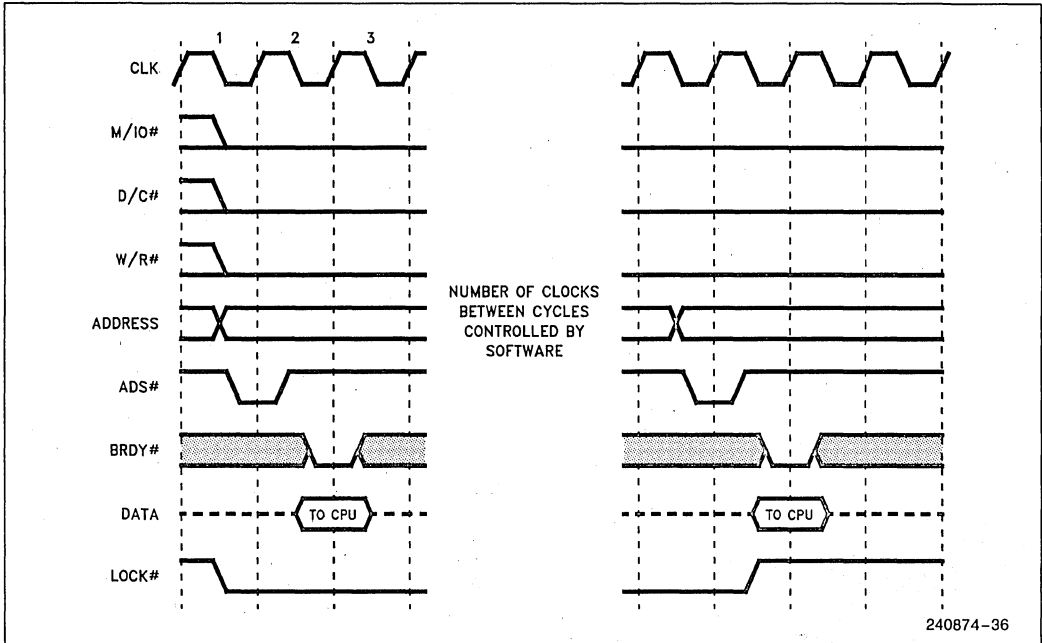 1 2 3
CLK
M/IO#
D/C#
W/R#
NUMBER OF CLOCKS
BETWEEN CYCLES
CONTROLLED BY
SOFTWARE
ADDRESS
ADS#
BRDY#
DATA
TO CPU
TO CPU
LOCK#
240874-36